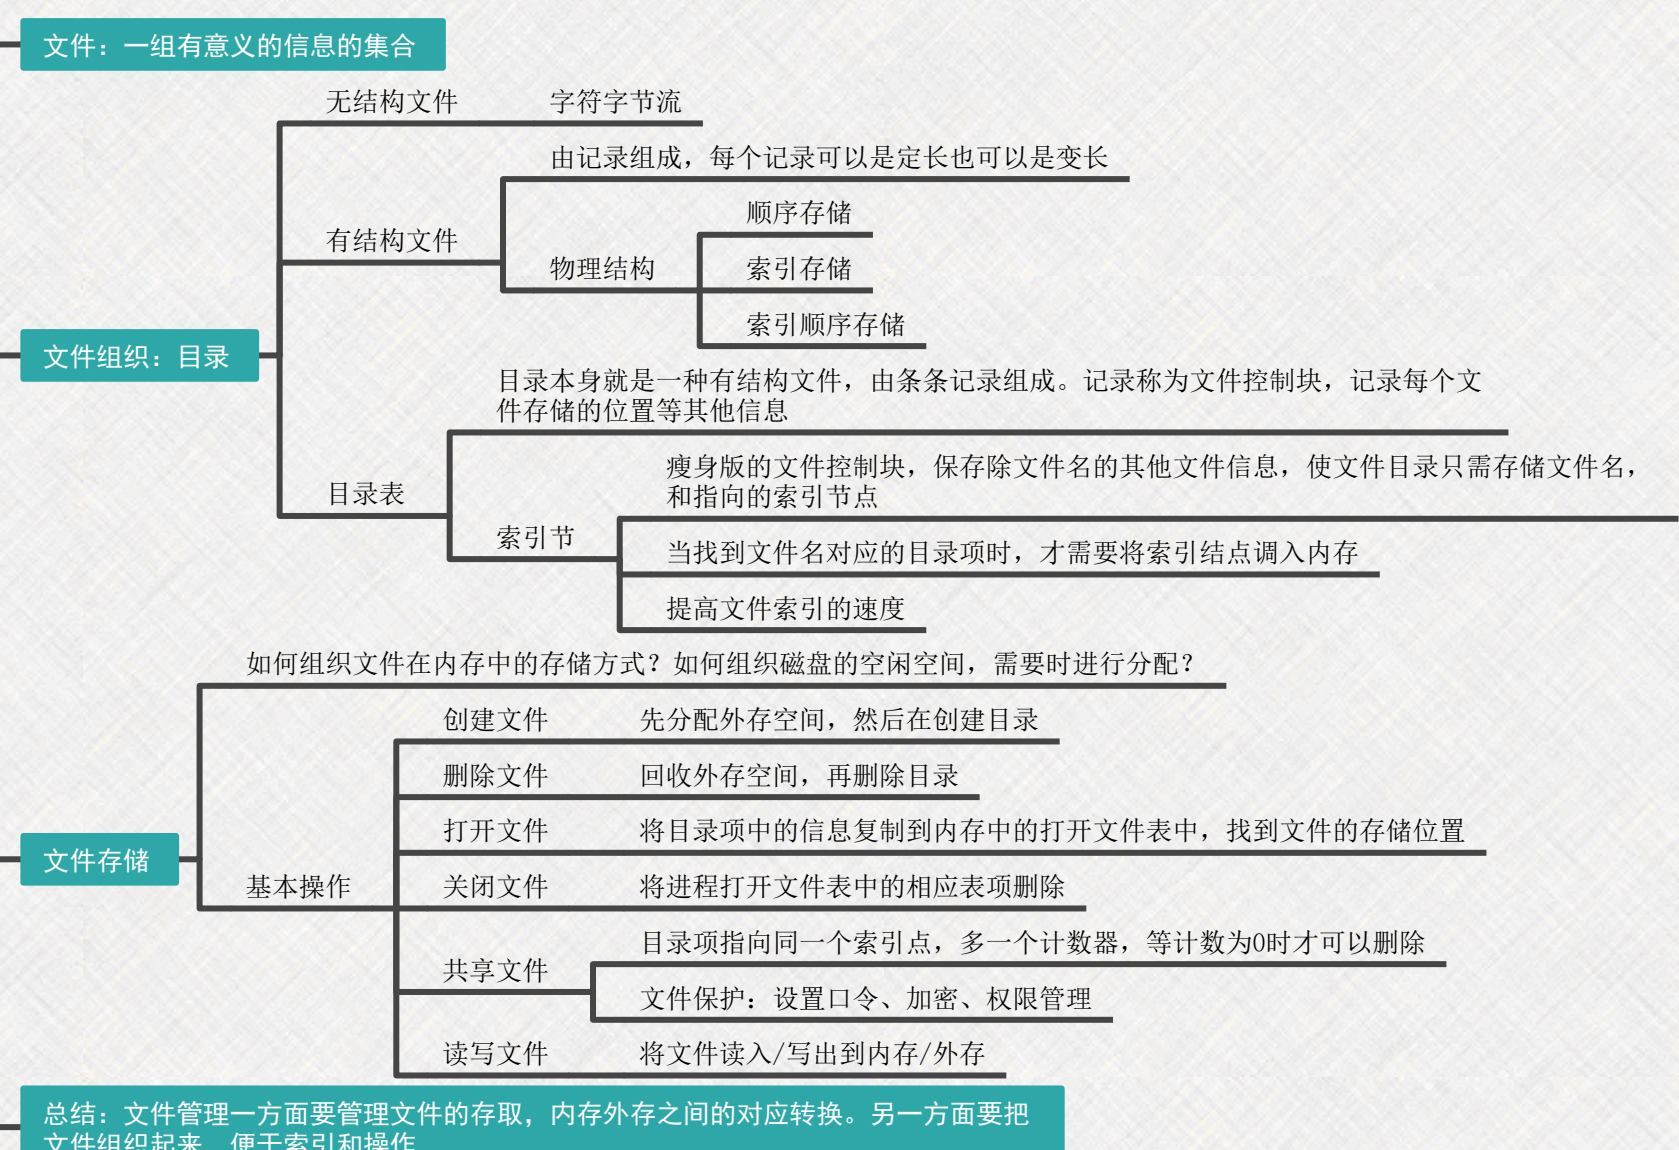 文件：一组有意义的信息的集合
无结构文件
字符字节流
由记录组成，每个记录可以是定长也可以是变长
有结构文件
顺序存储
物理结构
索引存储
索引顺序存储
文件组织：目录
目录本身就是一种有结构文件，由条条记录组成。记录称为文件控制块，记录每个文
件存储的位置等其他信息
目录表
瘦身版的文件控制块，保存除文件名的其他文件信息，使文件目录只需存储文件名，
和指向的索引节点
索引节
当找到文件名对应的目录项时，才需要将索引结点调入内存
提高文件索引的速度
如何组织文件在内存中的存储方式？如何组织磁盘的空闲空间，需要时进行分配？
创建文件
先分配外存空间，然后在创建目录
删除文件
回收外存空间，再删除目录
打开文件
将目录项中的信息复制到内存中的打开文件表中，找到文件的存储位置
文件存储
基本操作
关闭文件
将进程打开文件表中的相应表项删除
目录项指向同一个索引点，多一个计数器，等计数为0时才可以删除
共享文件
文件保护：设置口令、加密、权限管理
读写文件
将文件读入/写出到内存/外存
总结：文件管理一方面要管理文件的存取，内存外存之间的对应转换。另一方面要把
文件组织起来，便于索引和操作